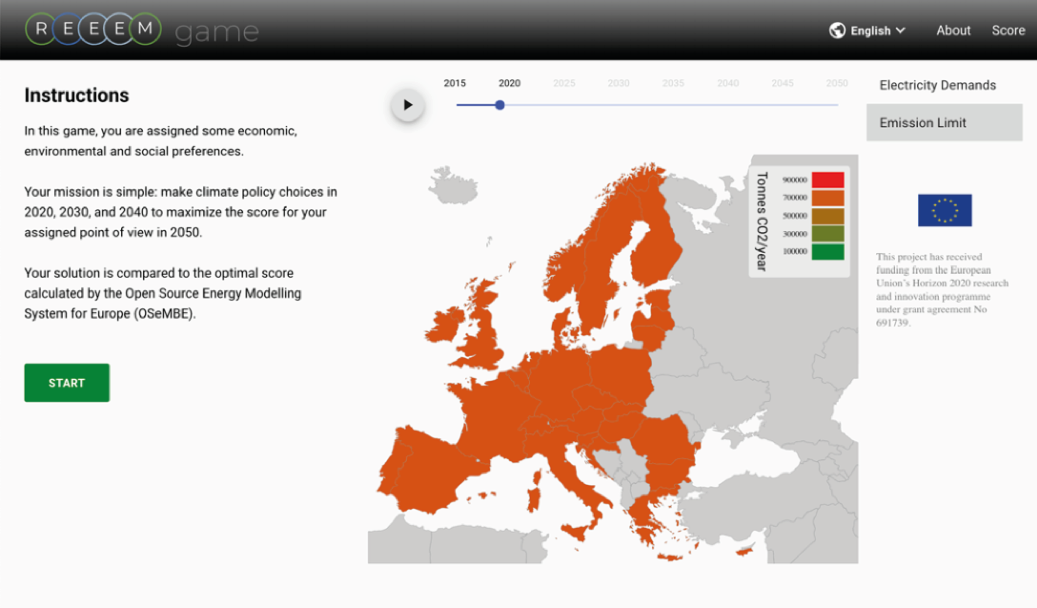 REEEM game
English
About
Score
Instructions
In this game, you are assigned some economic,
environmental and social preferences.
Your mission is simple: make climate policy choices in
2020, 2030, and 2040 to maximize the score for your
assigned point of view in 2050.
Your solution is compared to the optimal score
calculated by the Open Source Energy Modelling
System for Europe (OSeMBE).
START
2015 2020 2025 2030 2035 2040 2045 2050
Tonnes CO2/year
900000
700000
500000
300000
100000
Electricity Demands
Emission Limit
This project has received
funding from the European
Union's Horizon 2020 research
and innovation programme
under grant agreement No
691739.